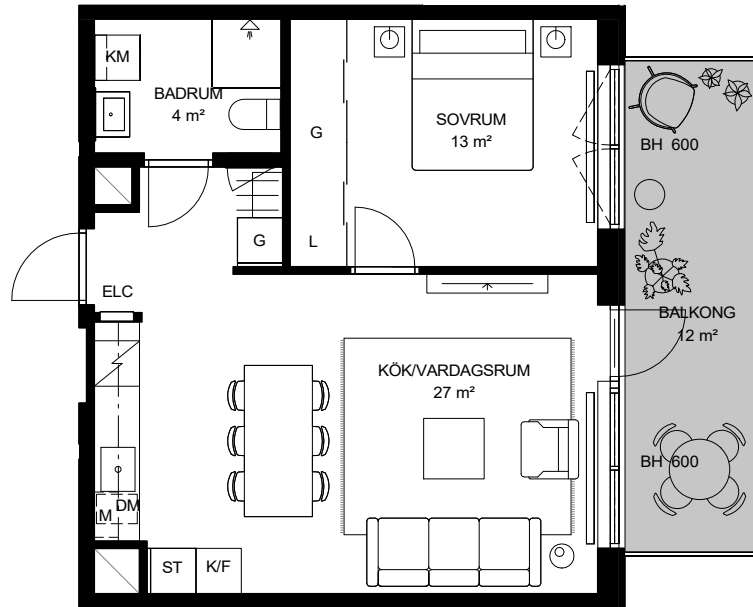 KM
BADRUM
4 m²
G
SOVRUM
13 m²
BH 600
G
L
ELC
BALKONG
12 m²
KÖK/VARDAGSRUM
27 m²
BH 600
M
DM
ST
K/F